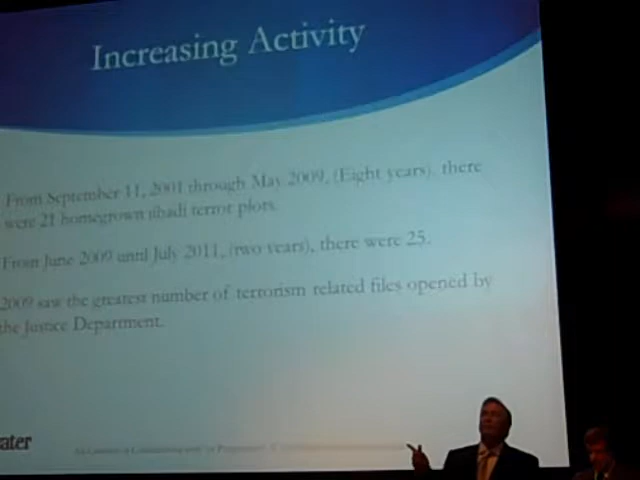 Increasing Activity
From September 11, 2001 through May 2009, (Eight years), there
were 21 homegrown jihadi terror plots.
From June 2009 until July 2011, (two years), there were 25.
2009 saw the greatest number of terrorism related files opened by
the Justice Department.
ater